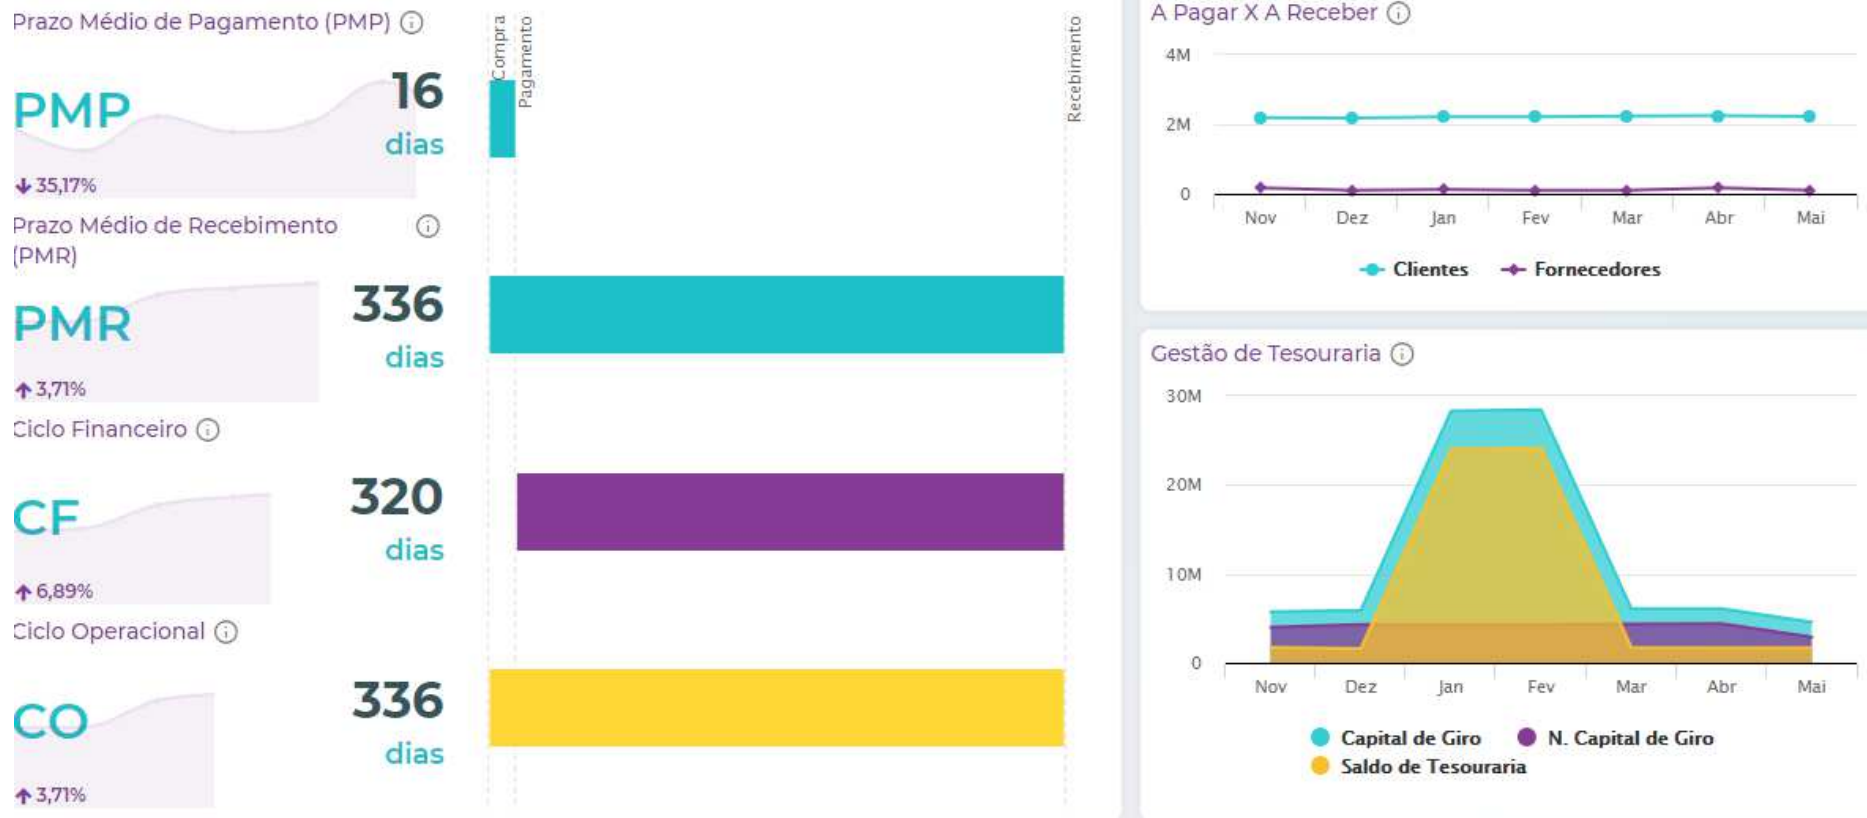 Prazo Médio de Pagamento (PMP)
PMP
16
dias
35,17%
Prazo Médio de Recebimento
(PMR)
PMR
336
dias
3,71%
Ciclo Financeiro
CF
320
dias
6,89%
Ciclo Operacional
CO
336
dias
3,71%
Compra
Pagamento
Recebimento
A Pagar X A Receber
4M
2M
0
Nov Dez Jan Fev Mar Abr Mai
Clientes Fornecedores
Gestão de Tesouraria
30M
20M
10M
0
Nov Dez Jan Fev Mar Abr Mai
Capital de Giro N. Capital de Giro
Saldo de Tesouraria